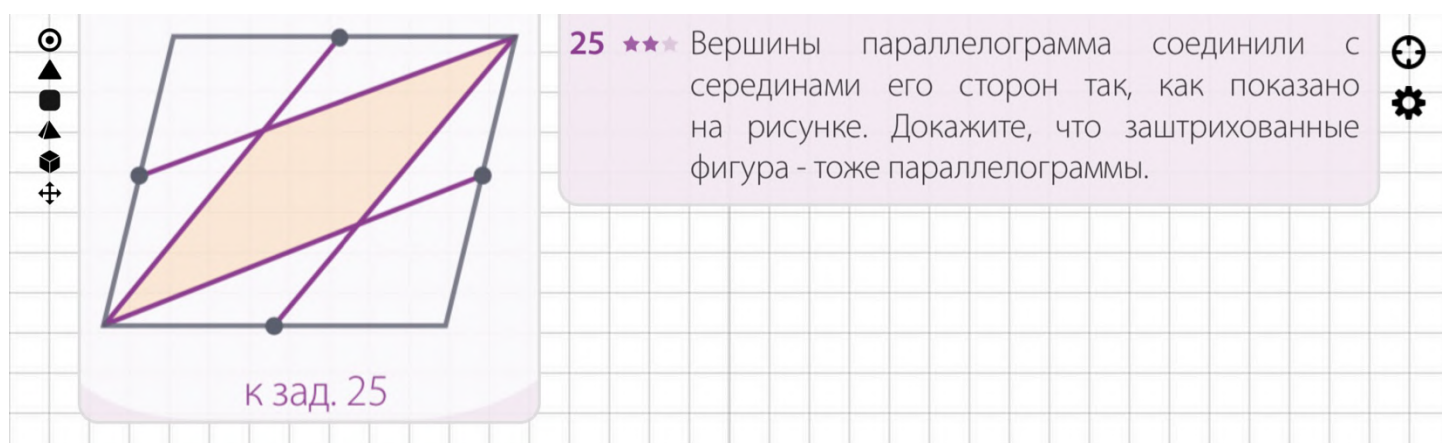 к зад. 25
25 Вершины параллелограмма соединили с
серединами его сторон так, как показано
на рисунке. Докажите, что заштрихованные
фигура - тоже параллелограммы.